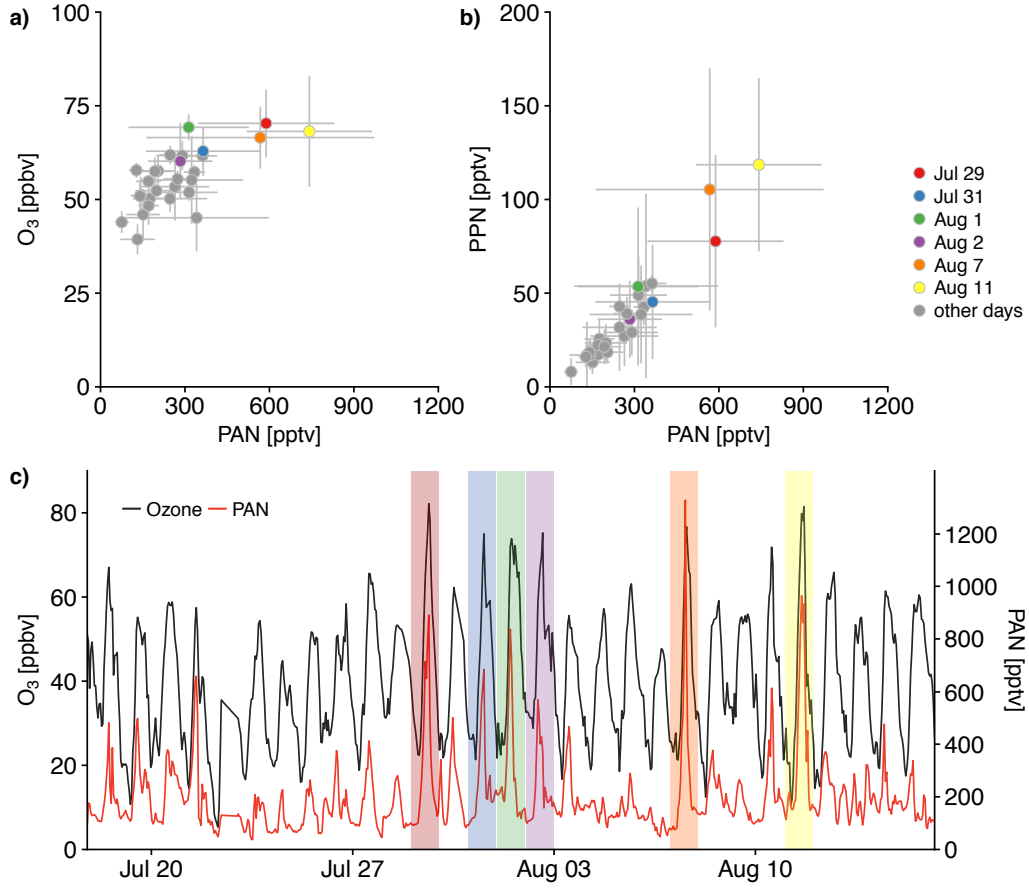 a)
100
75
50
25
0
O3 [ppbv]
0 300 600 900 1200
PAN [pptv]
b)
200
150
100
50
0
PPN [pptv]
0 300 600 900 1200
PAN [pptv]
Jul 29
Jul 31
Aug 1
Aug 2
Aug 7
Aug 11
other days
c)
Ozone PAN
80
60
40
20
0
O3 [ppbv]
1200
1000
800
600
400
200
0
PAN [pptv]
Jul 20 Jul 27 Aug 03 Aug 10